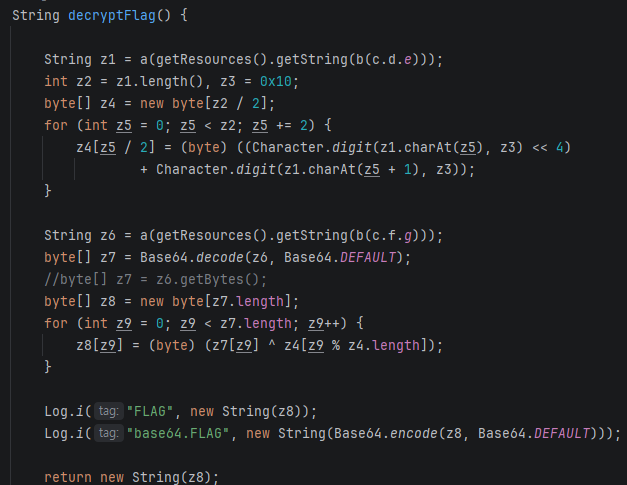 String decryptFlag() {
String z1 = a(getResources().getString(b(c.d.e)));
int z2 = z1.length(), z3 = 0x10;
byte[] z4 = new byte[z2 / 2];
for (int z5 = 0; z5 < z2; z5 += 2) {
z4[z5 / 2] = (byte) ((Character.digit(z1.charAt(z5), z3) << 4)
+ Character.digit(z1.charAt(z5 + 1), z3));
}
String z6 = a(getResources().getString(b(c.f.g)));
byte[] z7 = Base64.decode(z6, Base64.DEFAULT);
//byte[] z7 = z6.getBytes();
byte[] z8 = new byte[z7.length];
for (int z9 = 0; z9 < z7.length; z9++) {
z8[z9] = (byte) (z7[z9] ^ z4[z9 % z4.length]);
}
Log.i( tag: "FLAG", new String(z8));
Log.i( tag: "base64.FLAG", new String(Base64.encode(z8, Base64.DEFAULT)));
return new String(z8);